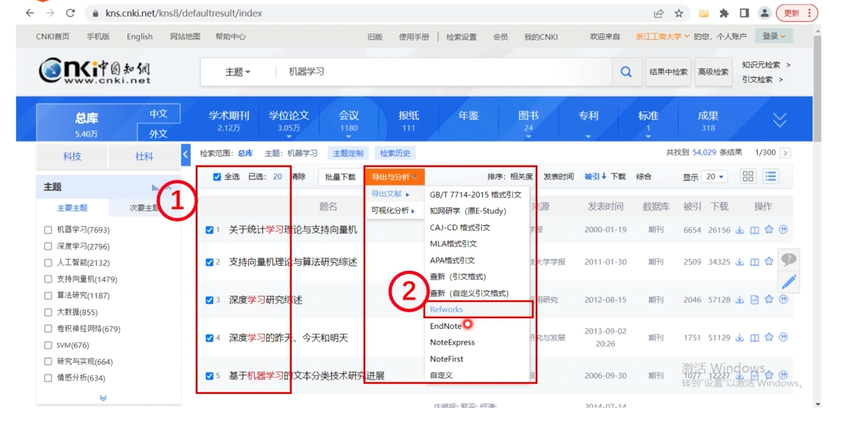 kns.cnki.net/kns8/defaultresult/index
更新
CNKI首页 手机版 English 网站地图 帮助中心
旧版 使用手册 检索设置 会员 我的CNKI 欢迎来自 浙江工商大学 的您，个人账户 登录
CNKI中国知网
www.cnki.net
主题 机器学习
结果中检索 高级检索
知识元检索 >
引文检索 >
总库
5.40万
中文
外文
学术期刊 学位论文 会议 报纸 年鉴 图书 专利 标准 成果
2.12万 3.05万 1180 111 24 1 318
科技 社科
检索范围：总库 主题：机器学习 主题定制 检索历史
共找到 54,029 条结果 1/300
全选 已选：20 清除 批量下载 导出与分析
排序：相关度 发表时间 被引 下载 综合 显示 20
主题
主要主题 次要主题
机器学习(7693)
深度学习(2796)
人工智能(2132)
支持向量机(1479)
算法研究(1187)
大数据(855)
卷积神经网络(679)
SVM(676)
研究与实现(664)
情感分析(634)
①
题名 来源 发表时间 数据库 被引 下载 操作
1 关于统计学习理论与支持向量机
2000-01-19 期刊 6654 26156
2 支持向量机理论与算法研究综述
大学学报 2011-01-30 期刊 2509 34325
3 深度学习研究综述
2012-08-15 期刊 2046 57128
4 深度学习的昨天、今天和明天
研究与发展 2013-09-02 20:26 期刊 1751 51129
5 基于机器学习的文本分类技术研究进展
2006-09-30 期刊 1077 12227
2014-07-14
导出文献
可视化分析
②
GB/T 7714-2015 格式引文
知网研学（原E-Study）
CAJ-CD 格式引文
MLA格式引文
APA格式引文
查新（引文格式）
查新（自定义引文格式）
Refworks
EndNote
NoteExpress
NoteFirst
自定义
激活 Windows
转到"设置"以激活 Windows。